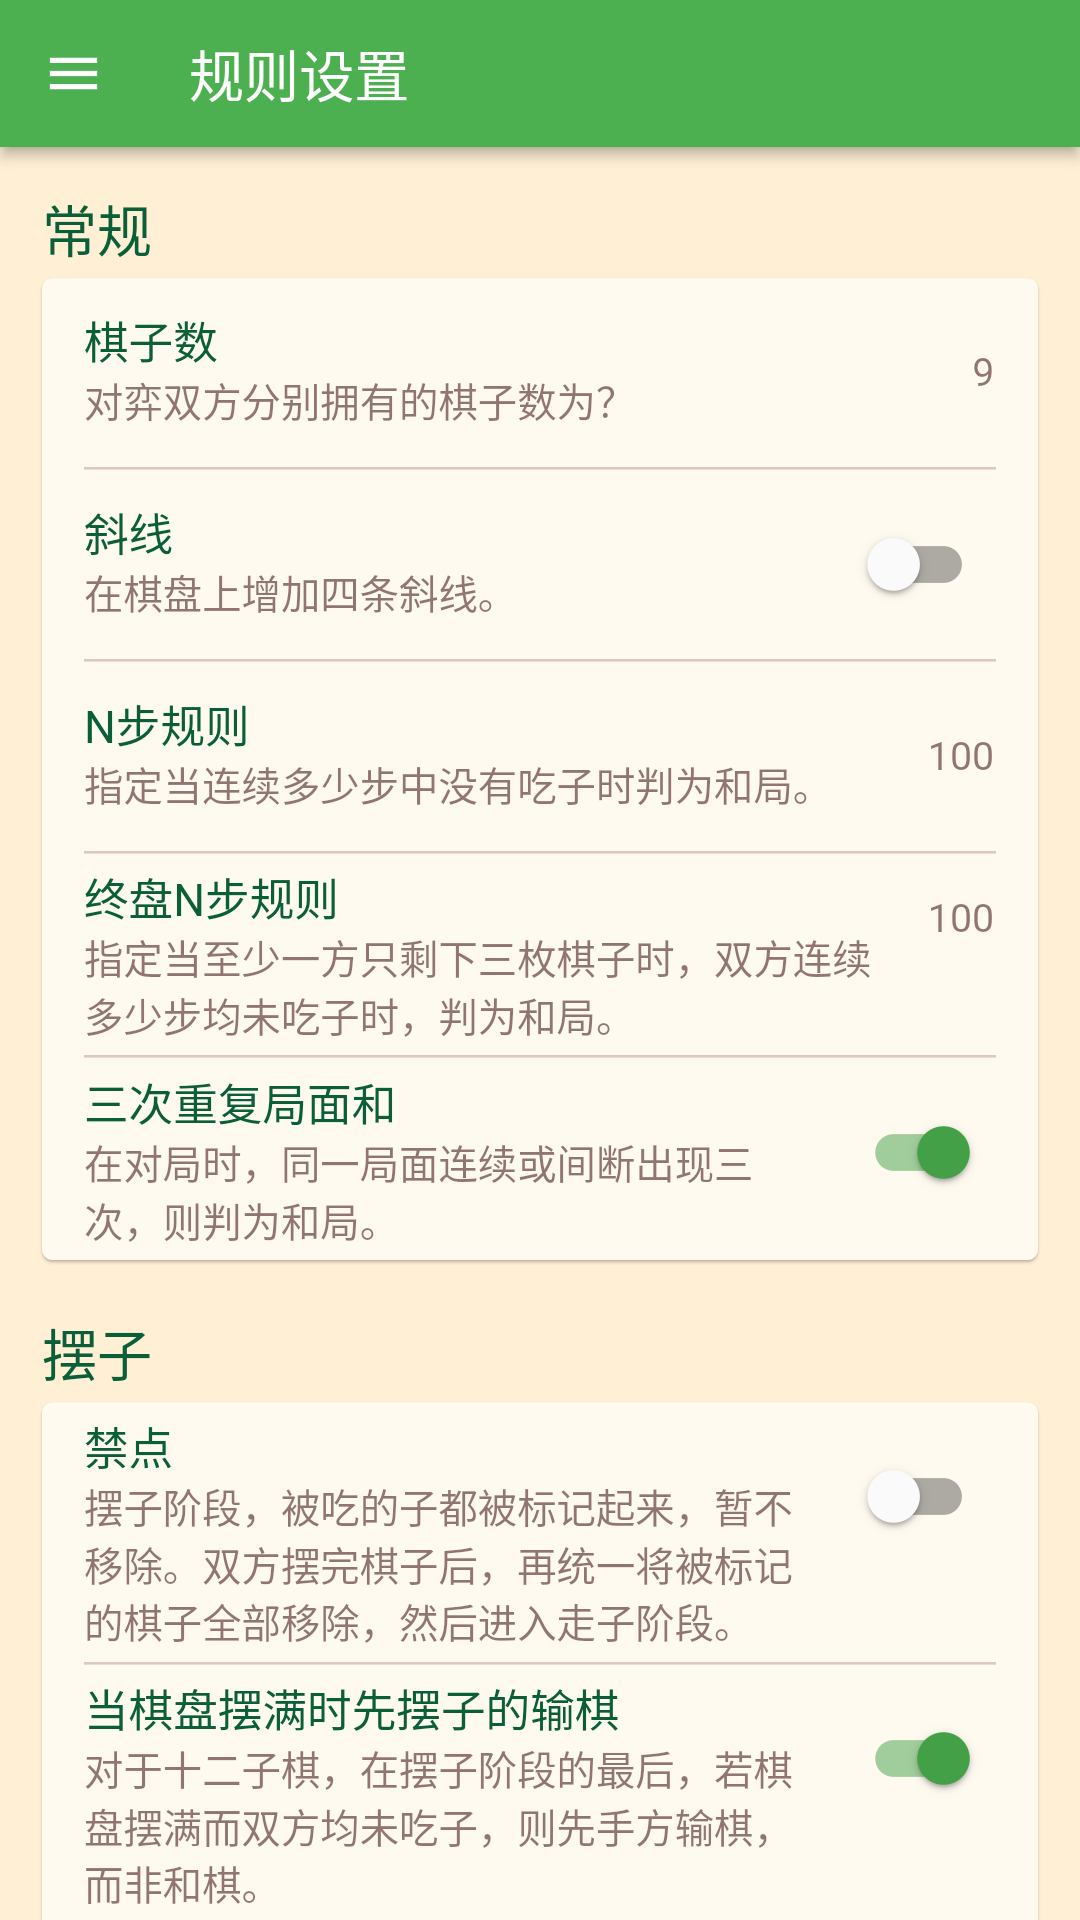 规则设置
常规
棋子数
对弈双方分别拥有的棋子数为？
9
斜线
在棋盘上增加四条斜线。
N步规则
指定当连续多少步中没有吃子时判为和局。
100
终盘N步规则
指定当至少一方只剩下三枚棋子时，双方连续
多少步均未吃子时，判为和局。
100
三次重复局面和
在对局时，同一局面连续或间断出现三
次，则判为和局。
摆子
禁点
摆子阶段，被吃的子都被标记起来，暂不
移除。双方摆完棋子后，再统一将被标记
的棋子全部移除，然后进入走子阶段。
当棋盘摆满时先摆子的输棋
对于十二子棋，在摆子阶段的最后，若棋
盘摆满而双方均未吃子，则先手方输棋，
而非和棋。